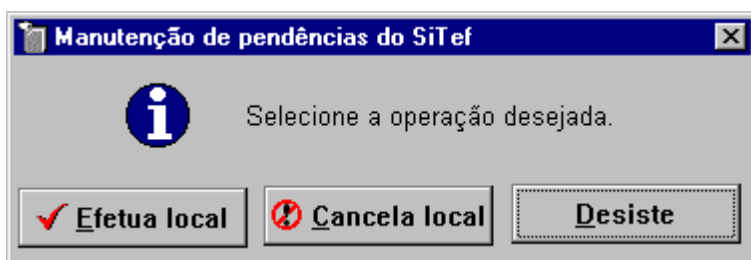 Manutenção de pendências do SiTef
Selecione a operação desejada.
Efetua local Cancela local Desiste